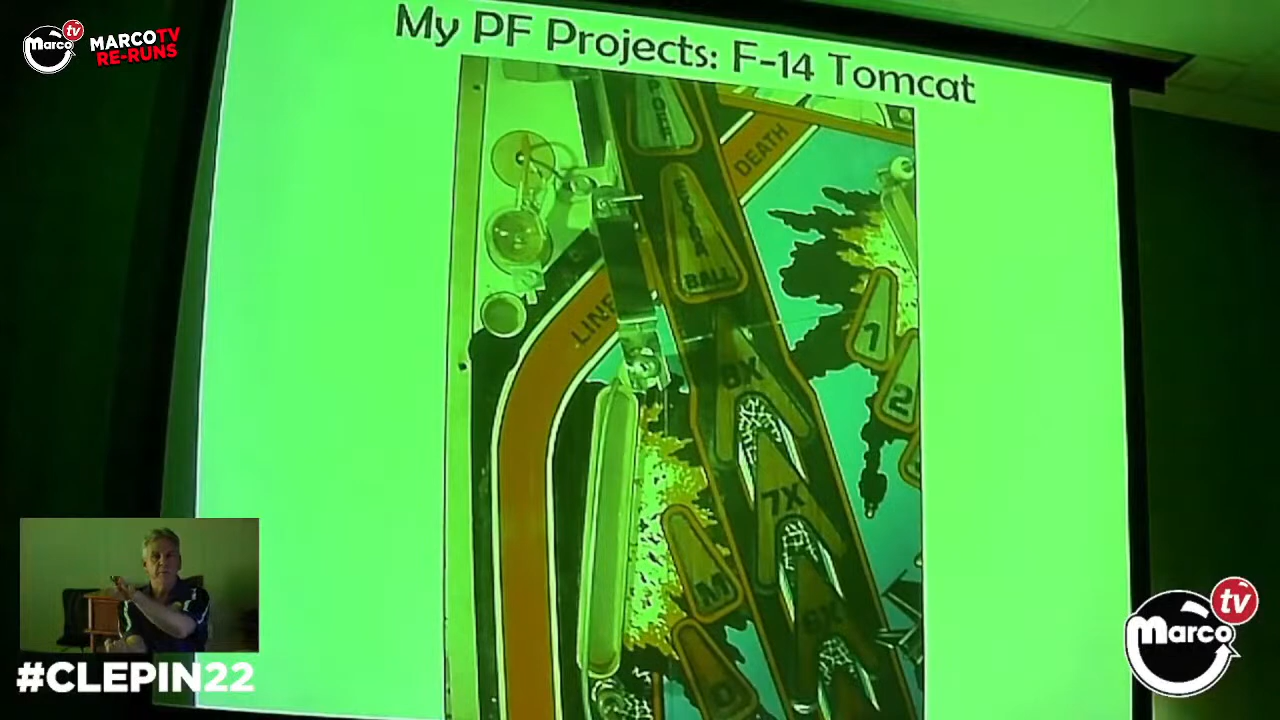 Marco tv
MARCO TV
RE-RUNS
My PF Projects: F-14 Tomcat
DEATH
BALL
1
LINE
2
8X
7X
M
6X
#CLEPIN22
Marco tv